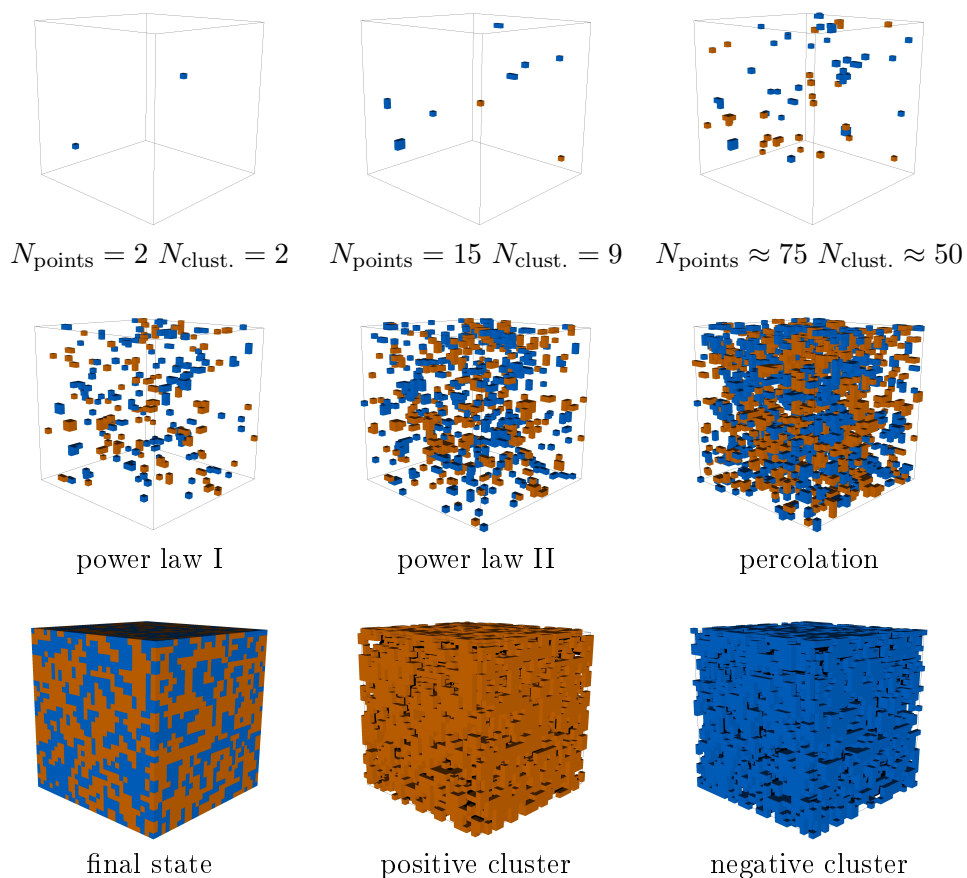 N_points = 2 N_clust. = 2
N_points = 15 N_clust. = 9
N_points ≈ 75 N_clust. ≈ 50
power law I
power law II
percolation
final state
positive cluster
negative cluster